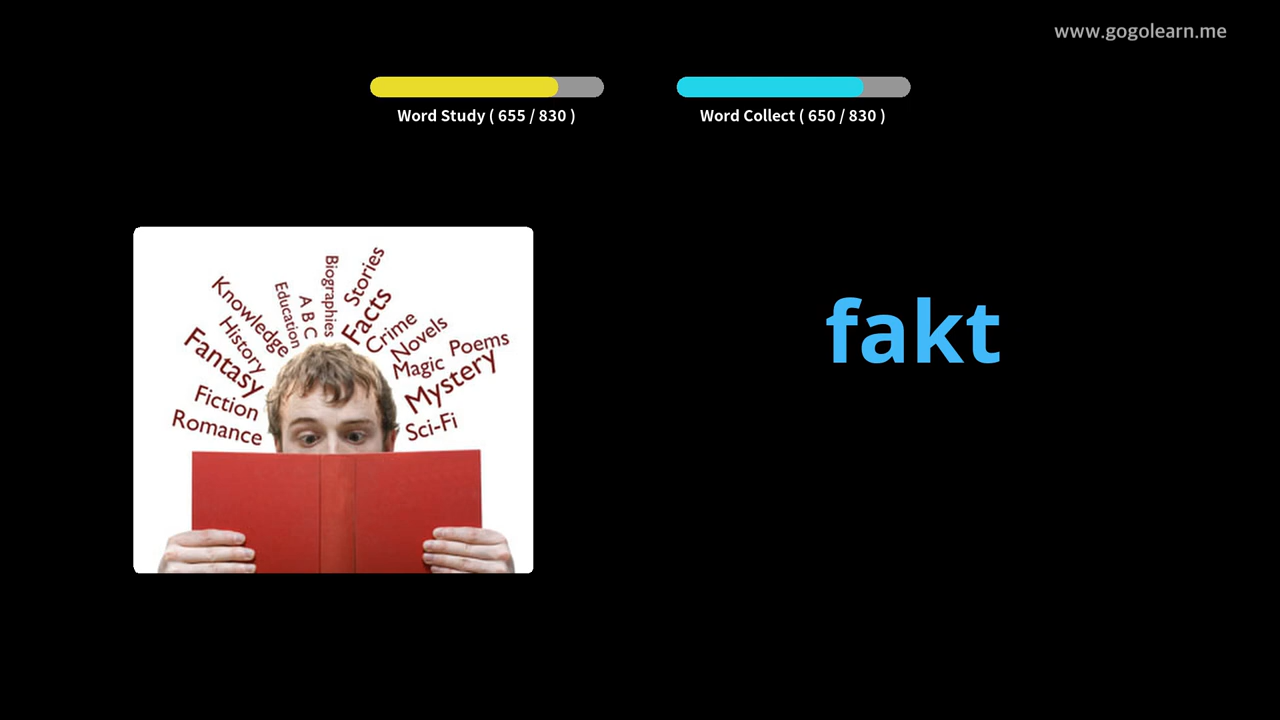 www.gogolearn.me
Word Study ( 655 / 830 )
Word Collect ( 650 / 830 )
fakt
Biographies
Stories
Facts
A B C
Education
Knowledge
History
Fantasy
Fiction
Romance
Crime
Novels
Poems
Magic
Mystery
Sci-Fi